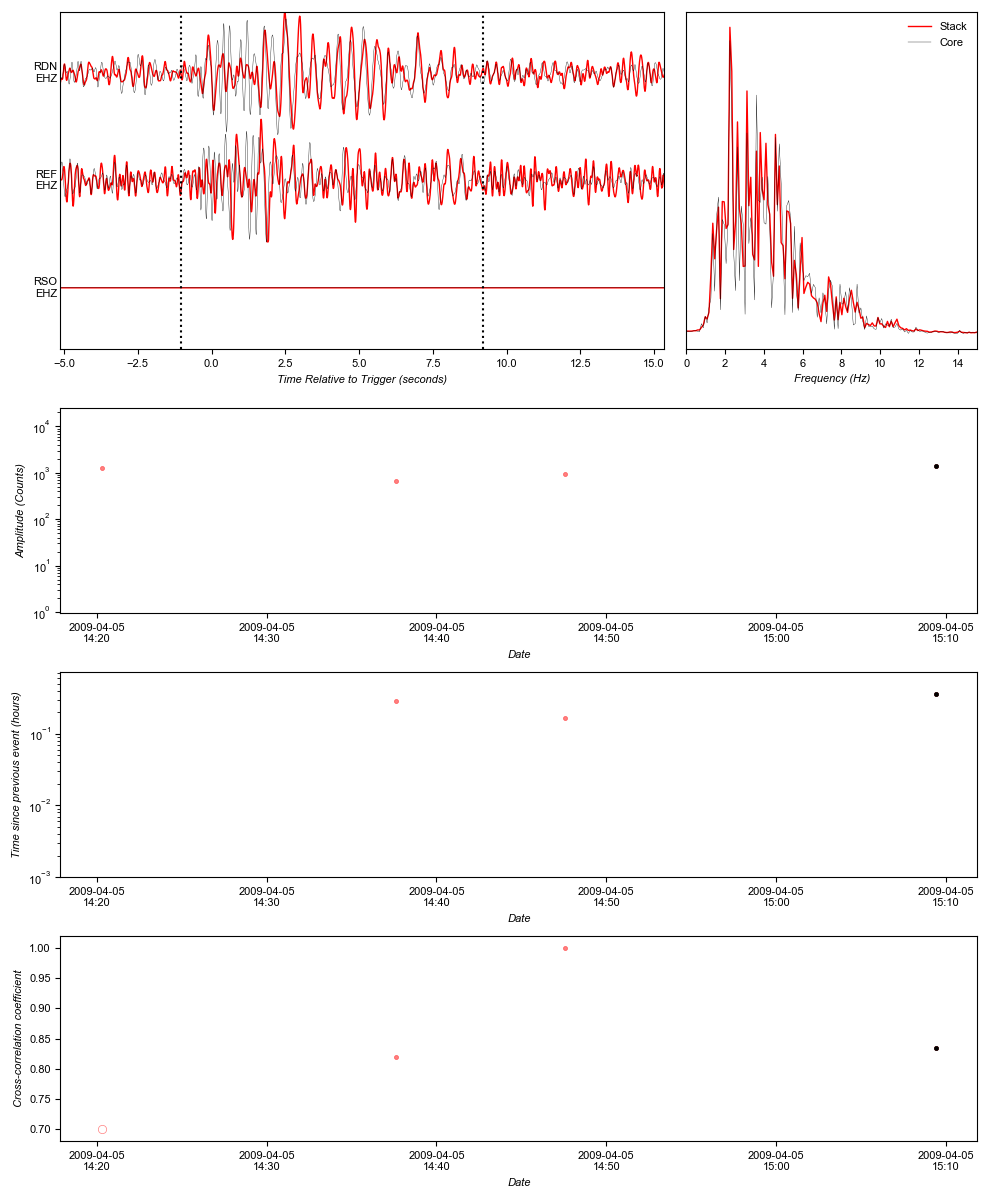 RDN
EHZ
REF
EHZ
RSO
EHZ
−5.0 −2.5 0.0 2.5 5.0 7.5 10.0 12.5 15.0
Time Relative to Trigger (seconds)
Stack
Core
0 2 4 6 8 10 12 14
Frequency (Hz)
Amplitude (Counts)
10^4
10^3
10^2
10^1
10^0
2009-04-05 2009-04-05 2009-04-05 2009-04-05 2009-04-05 2009-04-05
14:20 14:30 14:40 14:50 15:00 15:10
Date
Time since previous event (hours)
10^−1
10^−2
10^−3
2009-04-05 2009-04-05 2009-04-05 2009-04-05 2009-04-05 2009-04-05
14:20 14:30 14:40 14:50 15:00 15:10
Date
Cross-correlation coefficient
1.00
0.95
0.90
0.85
0.80
0.75
0.70
2009-04-05 2009-04-05 2009-04-05 2009-04-05 2009-04-05 2009-04-05
14:20 14:30 14:40 14:50 15:00 15:10
Date